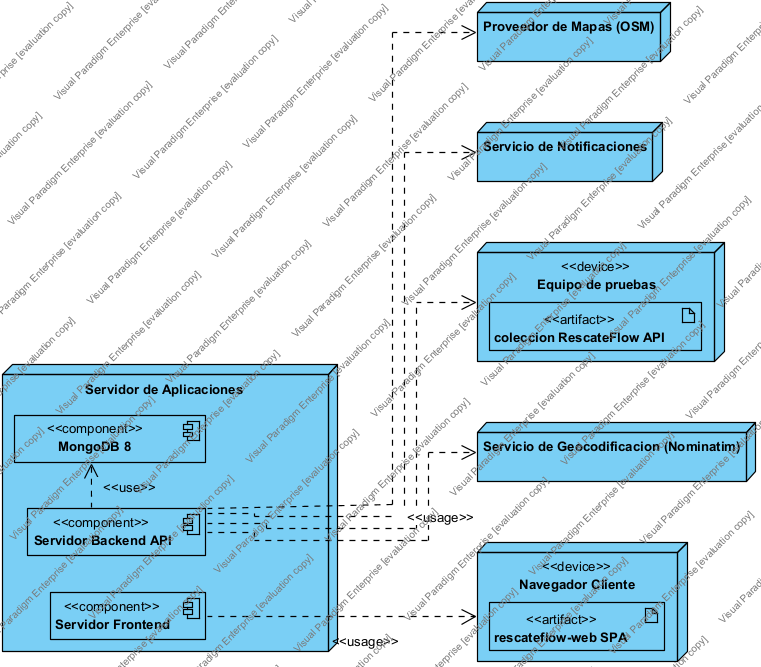 Proveedor de Mapas (OSM)
Servicio de Notificaciones
<<device>>
Equipo de pruebas
<<artifact>>
coleccion RescateFlow API
Servidor de Aplicaciones
<<component>>
MongoDB 8
<<use>>
<<component>>
Servidor Backend API
<<component>>
Servidor Frontend
Servicio de Geocodificacion (Nominatim)
<<usage>>
<<device>>
Navegador Cliente
<<artifact>>
rescateflow-web SPA
<<usage>>
Visual Paradigm Enterprise [evaluation copy]